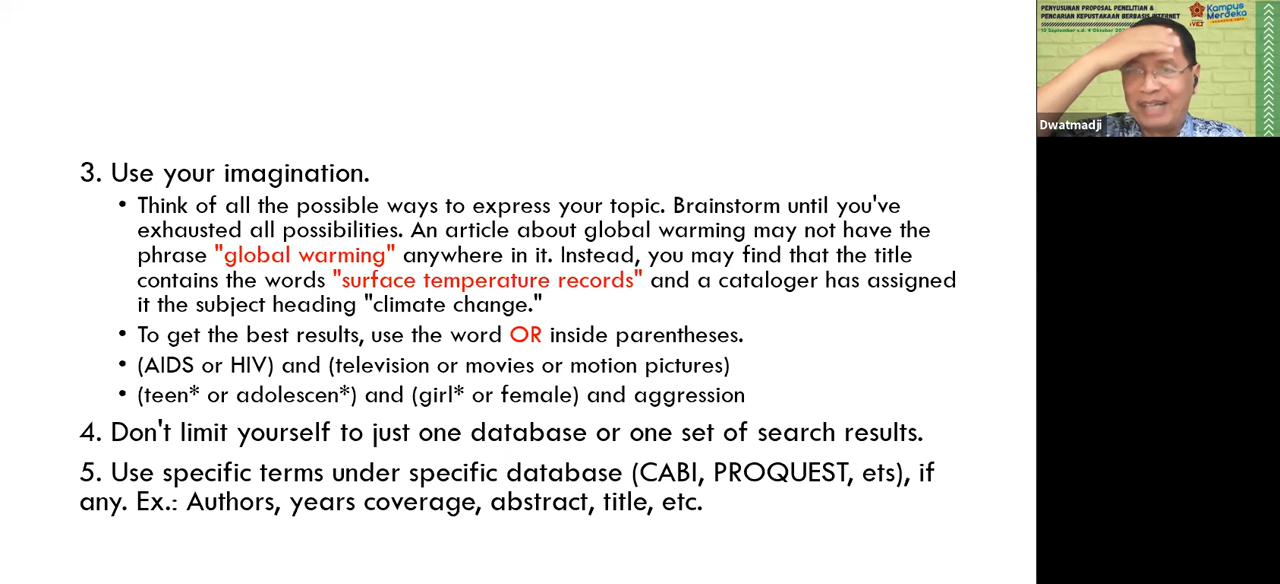 3. Use your imagination.
• Think of all the possible ways to express your topic. Brainstorm until you've
exhausted all possibilities. An article about global warming may not have the
phrase "global warming" anywhere in it. Instead, you may find that the title
contains the words "surface temperature records" and a cataloger has assigned
it the subject heading "climate change."
• To get the best results, use the word OR inside parentheses.
• (AIDS or HIV) and (television or movies or motion pictures)
• (teen* or adolescen*) and (girl* or female) and aggression
4. Don't limit yourself to just one database or one set of search results.
5. Use specific terms under specific database (CABI, PROQUEST, ets), if
any. Ex.: Authors, years coverage, abstract, title, etc.
PENYUSUNAN PROPOSAL PENELITIAN &
PENCARIAN KEPUSTAKAAN BERBASIS INTERNET
September s.d. 4 Oktober
Kampus
Merdeka
Dwatmadji